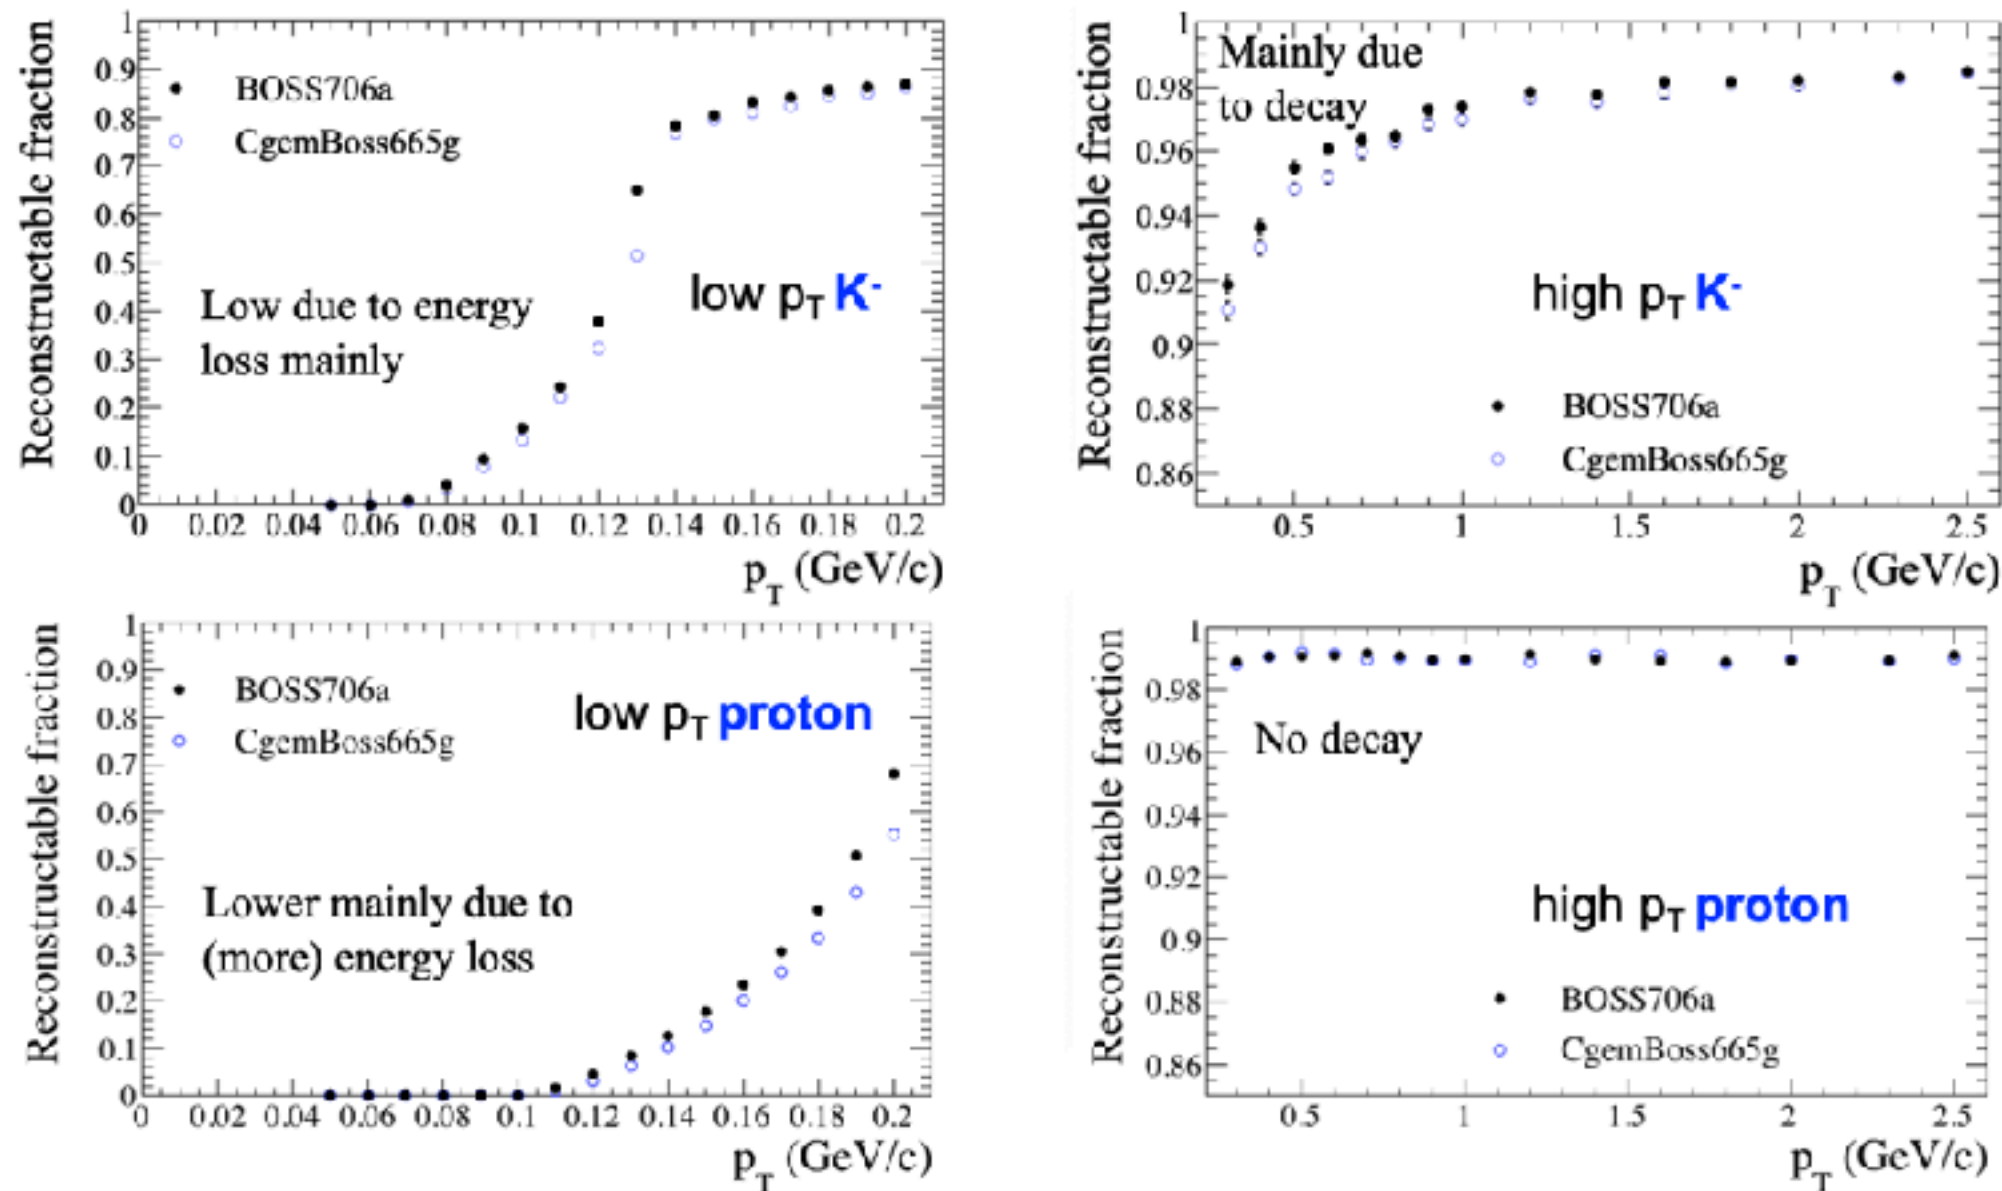 Reconstructable fraction
1
0.9
0.8
0.7
0.6
0.5
0.4
0.3
0.2
0.1
0
BOSS706a
CgemBoss665g
Low due to energy
loss mainly
low pT K-
0 0.02 0.04 0.06 0.08 0.1 0.12 0.14 0.16 0.18 0.2
pT (GeV/c)
Reconstructable fraction
1
0.98
0.96
0.94
0.92
0.9
0.88
0.86
Mainly due
to decay
high pT K-
BOSS706a
CgemBoss665g
0.5 1 1.5 2 2.5
pT (GeV/c)
Reconstructable fraction
1
0.9
0.8
0.7
0.6
0.5
0.4
0.3
0.2
0.1
0
BOSS706a
CgemBoss665g
low pT proton
Lower mainly due to
(more) energy loss
0 0.02 0.04 0.06 0.08 0.1 0.12 0.14 0.16 0.18 0.2
pT (GeV/c)
Reconstructable fraction
1
0.98
0.96
0.94
0.92
0.9
0.88
0.86
No decay
high pT proton
BOSS706a
CgemBoss665g
0.5 1 1.5 2 2.5
pT (GeV/c)